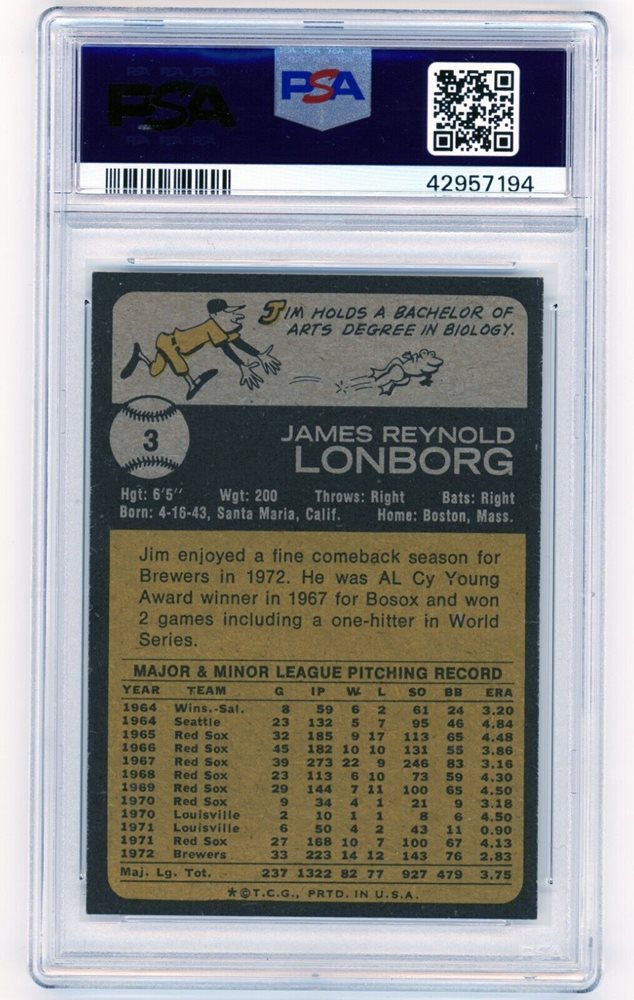 PSA
PSA
42957194
JIM HOLDS A BACHELOR OF
ARTS DEGREE IN BIOLOGY.
3
JAMES REYNOLD
LONBORG
Hgt: 6'5" Wgt: 200 Throws: Right Bats: Right
Born: 4-16-43, Santa Maria, Calif. Home: Boston, Mass.
Jim enjoyed a fine comeback season for
Brewers in 1972. He was AL Cy Young
Award winner in 1967 for Bosox and won
2 games including a one-hitter in World
Series.
MAJOR & MINOR LEAGUE PITCHING RECORD
YEAR TEAM G IP W L SO BB ERA
1964 Wins.-Sal. 8 59 6 2 61 24 3.20
1964 Seattle 23 132 5 7 95 46 4.84
1965 Red Sox 32 185 9 17 113 65 4.48
1966 Red Sox 45 182 10 10 131 55 3.86
1967 Red Sox 39 273 22 9 246 83 3.16
1968 Red Sox 23 113 6 10 73 59 4.30
1969 Red Sox 29 144 7 11 100 65 4.50
1970 Red Sox 9 34 4 1 21 9 3.18
1970 Louisville 2 10 1 1 8 6 4.50
1971 Louisville 6 50 4 2 43 11 0.90
1971 Red Sox 27 168 10 7 100 67 4.13
1972 Brewers 33 223 14 12 143 76 2.83
Maj. Lg. Tot. 237 1322 82 77 927 479 3.75
*©T.C.G., PRTD. IN U.S.A.